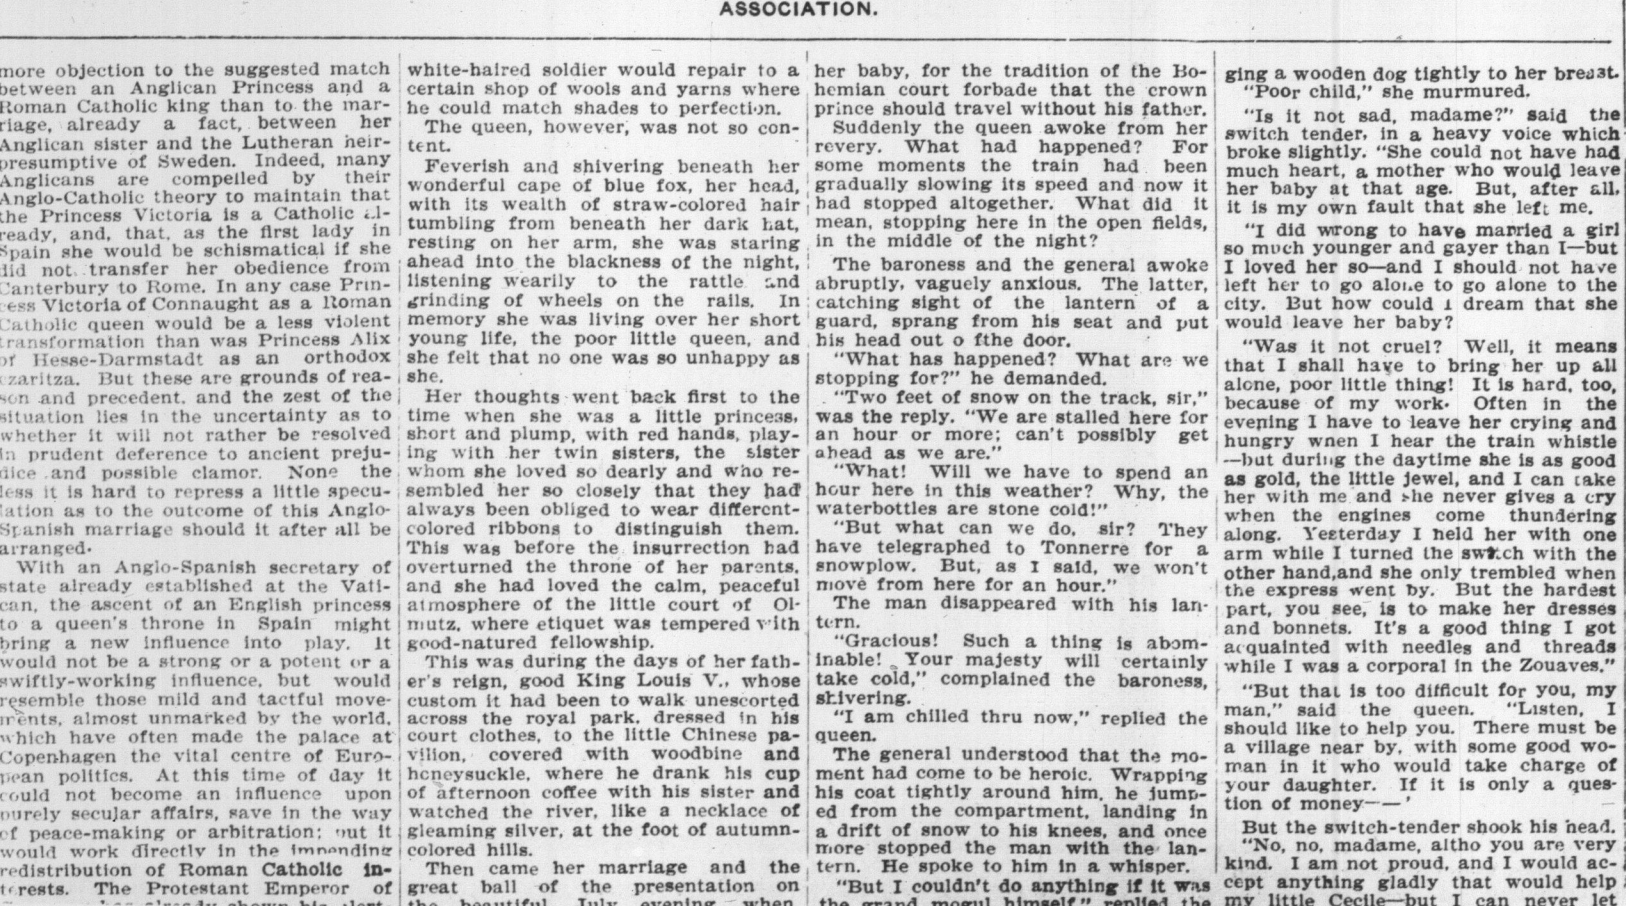 ASSOCIATION.
more objection to the suggested match
between an Anglican Princess and a
Roman Catholic king than to the mar-
riage, already a fact, between her
Anglican sister and the Lutheran heir-
presumptive of Sweden. Indeed, many
Anglicans are compelled by their
Anglo-Catholic theory to maintain that
the Princess Victoria is a Catholic al-
ready, and, that, as the first lady in
Spain she would be schismatical if she
did not transfer her obedience from
Canterbury to Rome. In any case Prin-
cess Victoria of Connaught as a Roman
Catholic queen would be a less violent
transformation than was Princess Alix
of Hesse-Darmstadt as an orthodox
czaritza. But these are grounds of rea-
son and precedent, and the zest of the
situation lies in the uncertainty as to
whether it will not rather be resolved
in prudent deference to ancient preju-
dice and possible clamor. None the
less it is hard to repress a little specu-
lation as to the outcome of this Anglo-
Spanish marriage should it after all be
arranged.
With an Anglo-Spanish secretary of
state already established at the Vati-
can, the ascent of an English princess
to a queen's throne in Spain might
bring a new influence into play. It
would not be a strong or a potent or a
swiftly-working influence, but would
resemble those mild and tactful move-
ments, almost unmarked by the world,
which have often made the palace at
Copenhagen the vital centre of Euro-
pean politics. At this time of day it
could not become an influence upon
purely secular affairs, save in the way
of peace-making or arbitration; but it
would work directly in the impending
redistribution of Roman Catholic in-
terests. The Protestant Emperor of
white-haired soldier would repair to a
certain shop of wools and yarns where
he could match shades to perfection.
The queen, however, was not so con-
tent.
Feverish and shivering beneath her
wonderful cape of blue fox, her head,
with its wealth of straw-colored hair
tumbling from beneath her dark hat,
resting on her arm, she was staring
ahead into the blackness of the night,
listening wearily to the rattle and
grinding of wheels on the rails. In
memory she was living over her short
young life, the poor little queen, and
she felt that no one was so unhappy as
she.
Her thoughts went back first to the
time when she was a little princess,
short and plump, with red hands, play-
ing with her twin sisters, the sister
whom she loved so dearly and who re-
sembled her so closely that they had
always been obliged to wear different-
colored ribbons to distinguish them.
This was before the insurrection had
overturned the throne of her parents,
and she had loved the calm, peaceful
atmosphere of the little court of Ol-
mutz, where etiquet was tempered with
good-natured fellowship.
This was during the days of her fath-
er's reign, good King Louis V., whose
custom it had been to walk unescorted
across the royal park, dressed in his
court clothes, to the little Chinese pa-
vilion, covered with woodbine and
honeysuckle, where he drank his cup
of afternoon coffee with his sister and
watched the river, like a necklace of
gleaming silver, at the foot of autumn-
colored hills.
Then came her marriage and the
great ball of the presentation on
the beautiful July evening when
her baby, for the tradition of the Bo-
hemian court forbade that the crown
prince should travel without his father.
Suddenly the queen awoke from her
revery. What had happened? For
some moments the train had been
gradually slowing its speed and now it
had stopped altogether. What did it
mean, stopping here in the open fields,
in the middle of the night?
The baroness and the general awoke
abruptly, vaguely anxious. The latter,
catching sight of the lantern of a
guard, sprang from his seat and put
his head out o fthe door.
"What has happened? What are we
stopping for?" he demanded.
"Two feet of snow on the track, sir,"
was the reply. "We are stalled here for
an hour or more; can't possibly get
ahead as we are."
"What! Will we have to spend an
hour here in this weather? Why, the
waterbottles are stone cold!"
"But what can we do, sir? They
have telegraphed to Tonnerre for a
snowplow. But, as I said, we won't
move from here for an hour."
The man disappeared with his lan-
tern.
"Gracious! Such a thing is abom-
inable! Your majesty will certainly
take cold," complained the baroness,
shivering.
"I am chilled thru now," replied the
queen.
The general understood that the mo-
ment had come to be heroic. Wrapping
his coat tightly around him, he jump-
ed from the compartment, landing in
a drift of snow to his knees, and once
more stopped the man with the lan-
tern. He spoke to him in a whisper.
"But I couldn't do anything if it was
the grand mogul himself," replied the
ging a wooden dog tightly to her breast.
"Poor child," she murmured.
"Is it not sad, madame?" said the
switch tender, in a heavy voice which
broke slightly. "She could not have had
much heart, a mother who would leave
her baby at that age. But, after all,
it is my own fault that she left me.
"I did wrong to have married a girl
so much younger and gayer than I—but
I loved her so—and I should not have
left her to go alone to go alone to the
city. But how could I dream that she
would leave her baby?
"Was it not cruel? Well, it means
that I shall have to bring her up all
alone, poor little thing! It is hard, too,
because of my work. Often in the
evening I have to leave her crying and
hungry when I hear the train whistle
—but during the daytime she is as good
as gold, the little jewel, and I can take
her with me and she never gives a cry
when the engines come thundering
along. Yesterday I held her with one
arm while I turned the switch with the
other hand,and she only trembled when
the express went by. But the hardest
part, you see, is to make her dresses
and bonnets. It's a good thing I got
acquainted with needles and threads
while I was a corporal in the Zouaves."
"But that is too difficult for you, my
man," said the queen. "Listen, I
should like to help you. There must be
a village near by, with some good wo-
man in it who would take charge of
your daughter. If it is only a ques-
tion of money——'
But the switch-tender shook his head.
"No, no, madame, altho you are very
kind. I am not proud, and I would ac-
cept anything gladly that would help
my little Cecile—but I can never let